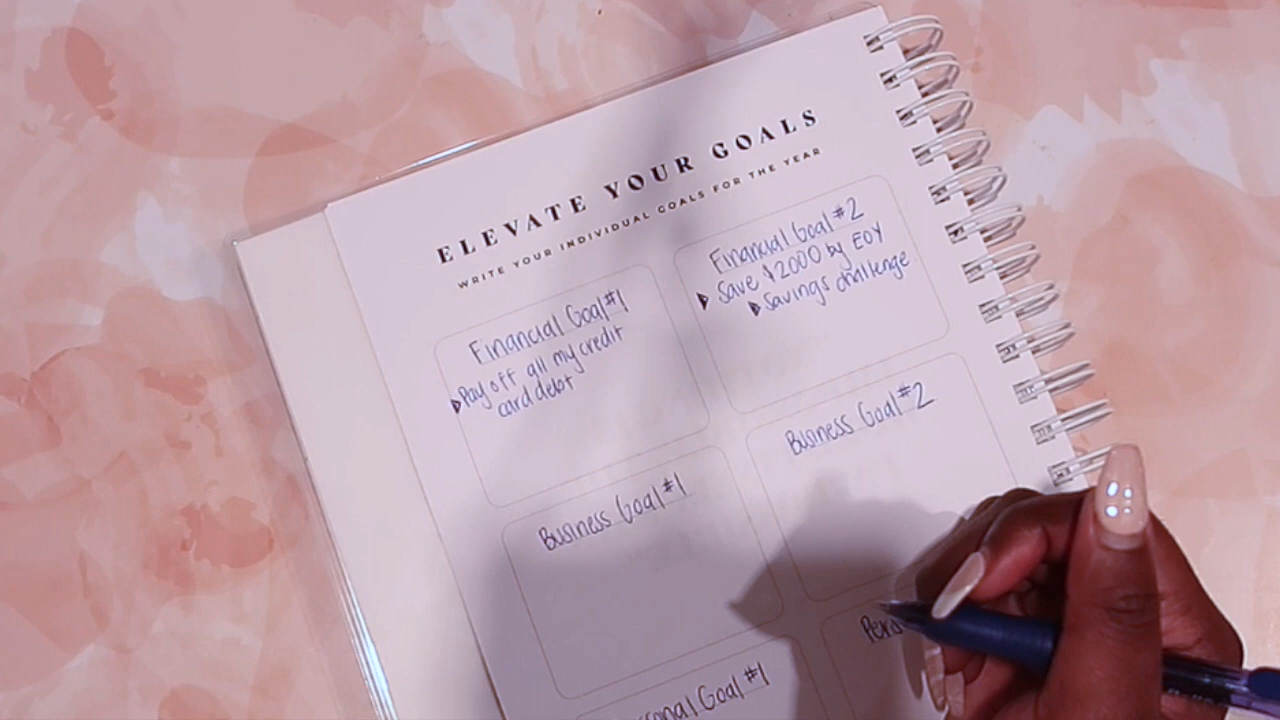 ELEVATE YOUR GOALS
WRITE YOUR INDIVIDUAL GOALS FOR THE YEAR
Financial Goal #1
Pay off all my credit
card debt
Financial Goal #2
Save $2000 by EOY
Savings challenge
Business Goal #1
Business Goal #2
Goal #1